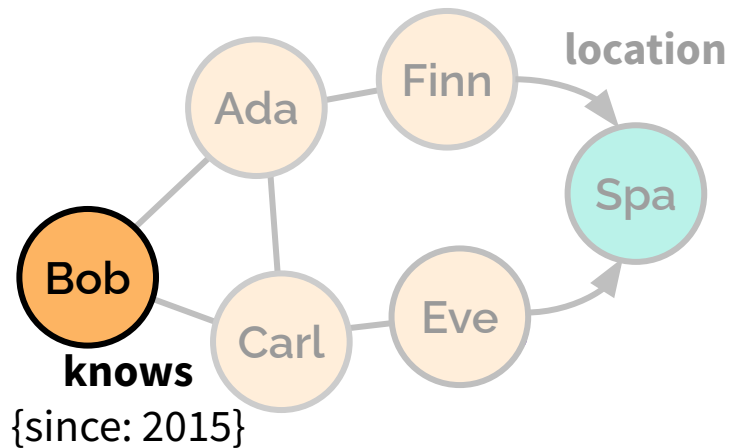 location
Finn
Ada
Spa
Bob
Eve
Carl
knows
{since: 2015}